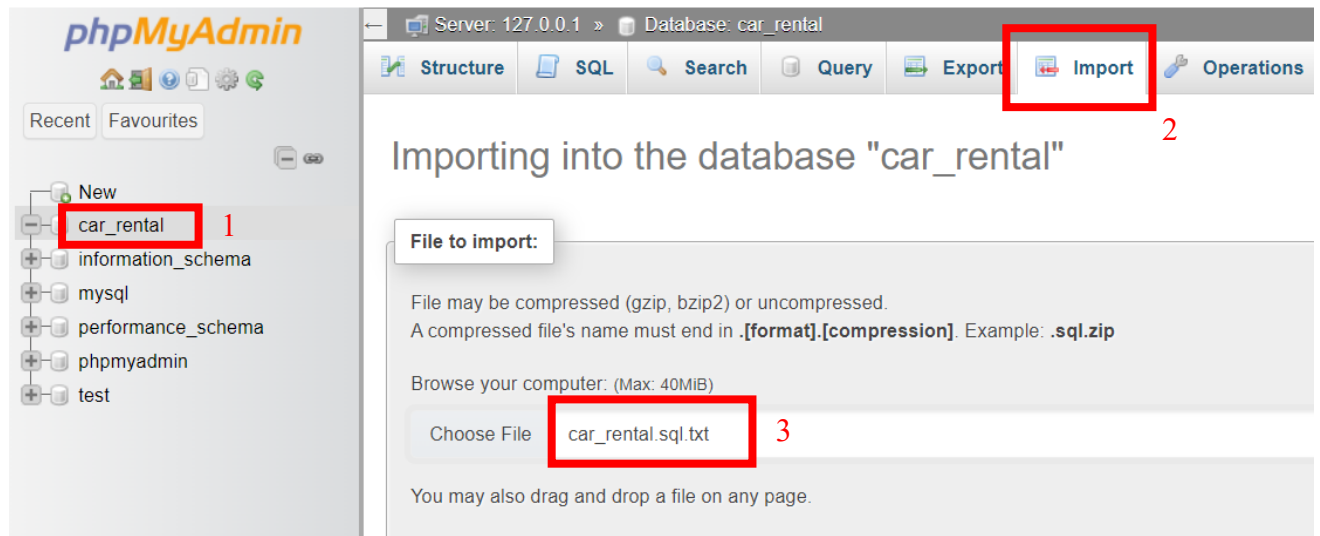 phpMyAdmin
Recent Favourites
New
car_rental 1
information_schema
mysql
performance_schema
phpmyadmin
test
← Server: 127.0.0.1 » Database: car_rental
Structure SQL Search Query Export Import Operations
2
Importing into the database "car_rental"
File to import:
File may be compressed (gzip, bzip2) or uncompressed.
A compressed file's name must end in .[format].[compression]. Example: .sql.zip
Browse your computer: (Max: 40MiB)
Choose File car_rental.sql.txt 3
You may also drag and drop a file on any page.